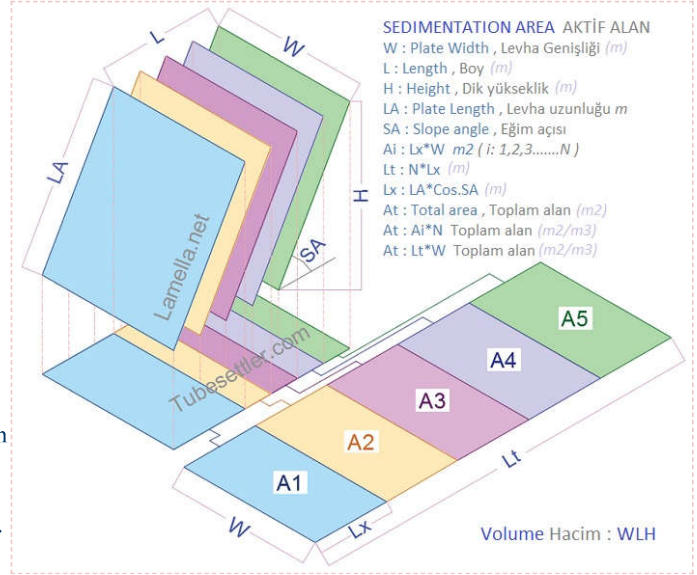 SEDIMENTATION AREA AKTİF ALAN
W : Plate Width , Levha Genişliği (m)
L : Length , Boy (m)
H : Height , Dik yükseklik (m)
LA : Plate Length , Levha uzunluğu m
SA : Slope angle , Eğim açısı
Ai : Lx*W m2 ( i: 1,2,3.......N )
Lt : N*Lx (m)
Lx : LA*Cos.SA (m)
At : Total area , Toplam alan (m2)
At : Ai*N Toplam alan (m2/m3)
At : Lt*W Toplam alan (m2/m3)
L
W
LA
H
SA
Lamella.net
Tubesettler.com
A5
A4
A3
A2
A1
Lt
W
Lx
Volume Hacim : WLH